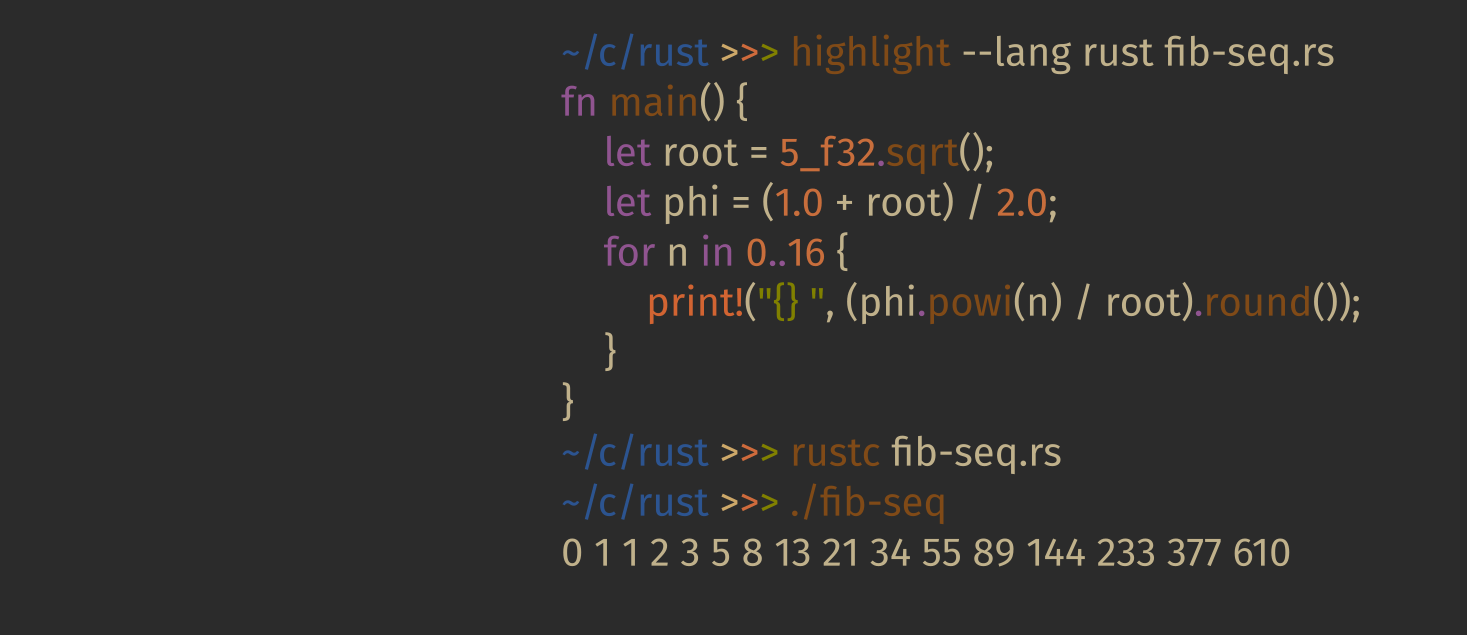 ~/c/rust >>> highlight --lang rust fib-seq.rs
fn main() {
    let root = 5_f32.sqrt();
    let phi = (1.0 + root) / 2.0;
    for n in 0..16 {
        print!("{} ", (phi.powi(n) / root).round());
    }
}
~/c/rust >>> rustc fib-seq.rs
~/c/rust >>> ./fib-seq
0 1 1 2 3 5 8 13 21 34 55 89 144 233 377 610